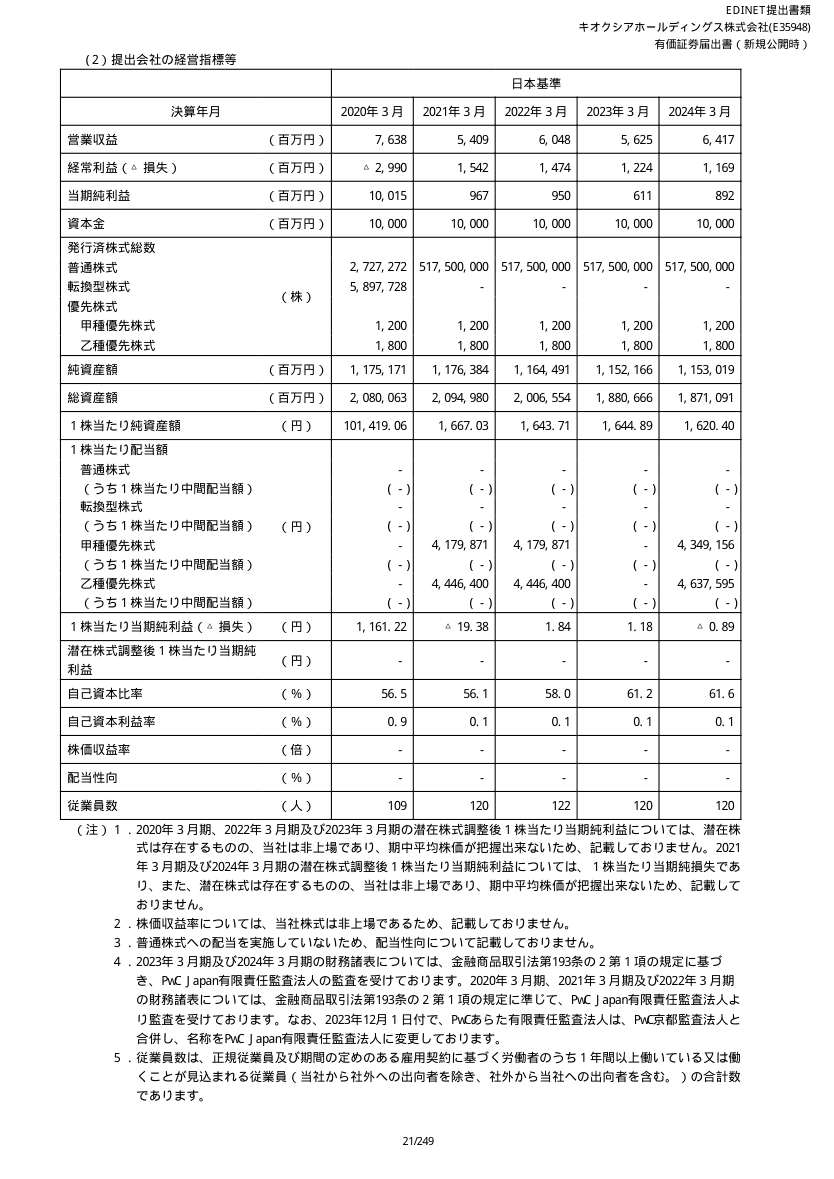 EDINET提出書類
キオクシアホールディングス株式会社(E35948)
有価証券届出書(新規公開時)
(2)提出会社の経営指標等
日本基準
決算年月 2020年3月 2021年3月 2022年3月 2023年3月 2024年3月
営業収益 (百万円) 7,638 5,409 6,048 5,625 6,417
経常利益(△損失) (百万円) △2,990 1,542 1,474 1,224 1,169
当期純利益 (百万円) 10,015 967 950 611 892
資本金 (百万円) 10,000 10,000 10,000 10,000 10,000
発行済株式総数
普通株式 2,727,272 517,500,000 517,500,000 517,500,000 517,500,000
転換型株式 5,897,728 - - - -
(株)
優先株式
甲種優先株式 1,200 1,200 1,200 1,200 1,200
乙種優先株式 1,800 1,800 1,800 1,800 1,800
純資産額 (百万円) 1,175,171 1,176,384 1,164,491 1,152,166 1,153,019
総資産額 (百万円) 2,080,063 2,094,980 2,006,554 1,880,666 1,871,091
1株当たり純資産額 (円) 101,419.06 1,667.03 1,643.71 1,644.89 1,620.40
1株当たり配当額
普通株式 - - - - -
(うち1株当たり中間配当額) (-) (-) (-) (-) (-)
転換型株式 - - - - -
(うち1株当たり中間配当額) (円) (-) (-) (-) (-) (-)
甲種優先株式 - 4,179,871 4,179,871 - 4,349,156
(うち1株当たり中間配当額) (-) (-) (-) (-) (-)
乙種優先株式 - 4,446,400 4,446,400 - 4,637,595
(うち1株当たり中間配当額) (-) (-) (-) (-) (-)
1株当たり当期純利益(△損失) (円) 1,161.22 △19.38 1.84 1.18 △0.89
潜在株式調整後1株当たり当期純
利益 (円) - - - - -
自己資本比率 (%) 56.5 56.1 58.0 61.2 61.6
自己資本利益率 (%) 0.9 0.1 0.1 0.1 0.1
株価収益率 (倍) - - - - -
配当性向 (%) - - - - -
従業員数 (人) 109 120 122 120 120
(注)1.2020年3月期、2022年3月期及び2023年3月期の潜在株式調整後1株当たり当期純利益については、潜在株
式は存在するものの、当社は非上場であり、期中平均株価が把握出来ないため、記載しておりません。2021
年3月期及び2024年3月期の潜在株式調整後1株当たり当期純利益については、1株当たり当期純損失であ
り、また、潜在株式は存在するものの、当社は非上場であり、期中平均株価が把握出来ないため、記載して
おりません。
2.株価収益率については、当社株式は非上場であるため、記載しておりません。
3.普通株式への配当を実施していないため、配当性向について記載しておりません。
4.2023年3月期及び2024年3月期の財務諸表については、金融商品取引法第193条の2第1項の規定に基づ
き、PwC Japan有限責任監査法人の監査を受けております。2020年3月期、2021年3月期及び2022年3月期
の財務諸表については、金融商品取引法第193条の2第1項の規定に準じて、PwC Japan有限責任監査法人よ
り監査を受けております。なお、2023年12月1日付で、PwCあらた有限責任監査法人は、PwC京都監査法人と
合併し、名称をPwC Japan有限責任監査法人に変更しております。
5.従業員数は、正規従業員及び期間の定めのある雇用契約に基づく労働者のうち1年間以上働いている又は働
くことが見込まれる従業員(当社から社外への出向者を除き、社外から当社への出向者を含む。)の合計数
であります。
21/249